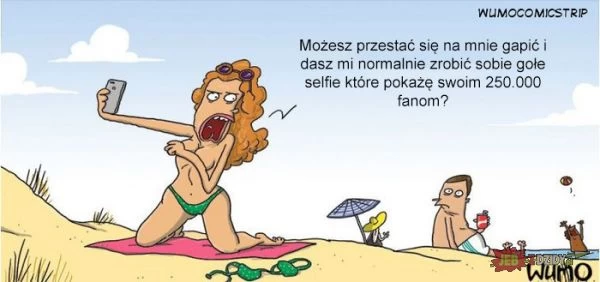 WUMOCOMICSTRIP
Możesz przestać się na mnie gapić i
dasz mi normalnie zrobić sobie gołe
selfie które pokażę swoim 250.000
fanom?
WUMO